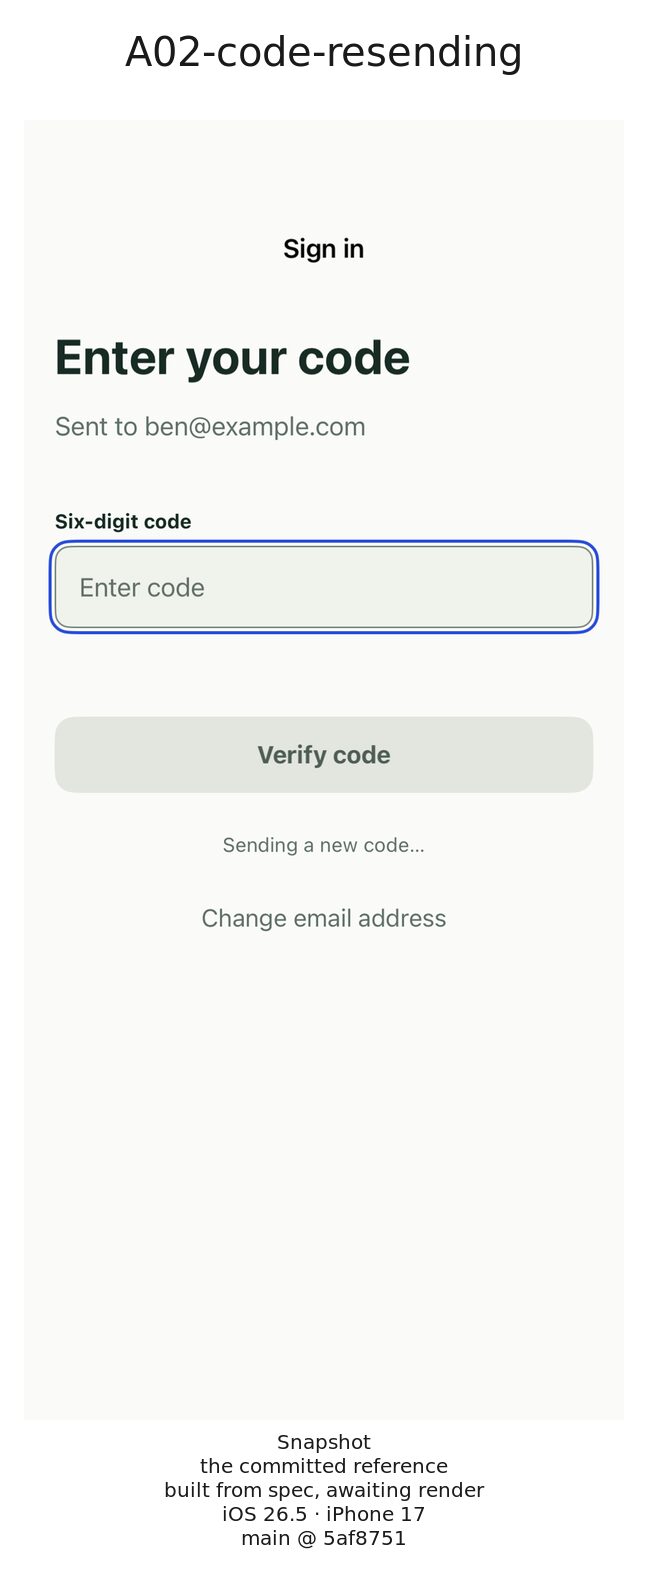 A02-code-resending
Sign in
Enter your code
Sent to ben@example.com
Six-digit code
Enter code
Verify code
Sending a new code…
Change email address
Snapshot
the committed reference
built from spec, awaiting render
iOS 26.5 · iPhone 17
main @ 5af8751